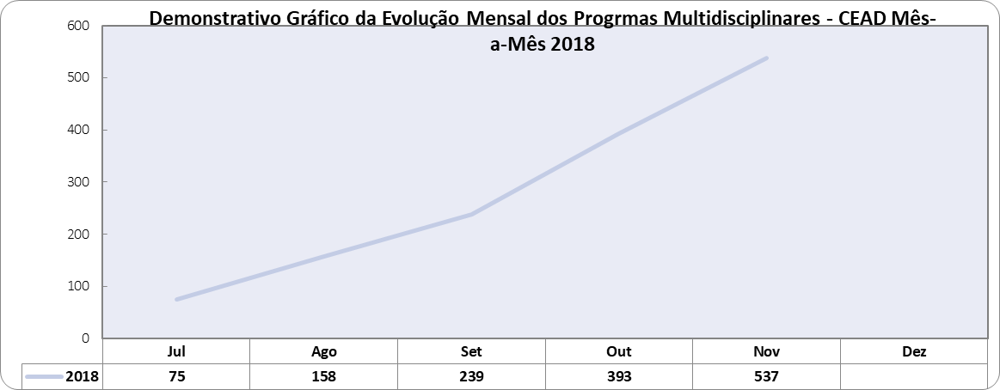 Demonstrativo Gráfico da Evolução Mensal dos Progrmas Multidisciplinares - CEAD Mês-
a-Mês 2018
600
500
400
300
200
100
0
Jul Ago Set Out Nov Dez
2018 75 158 239 393 537